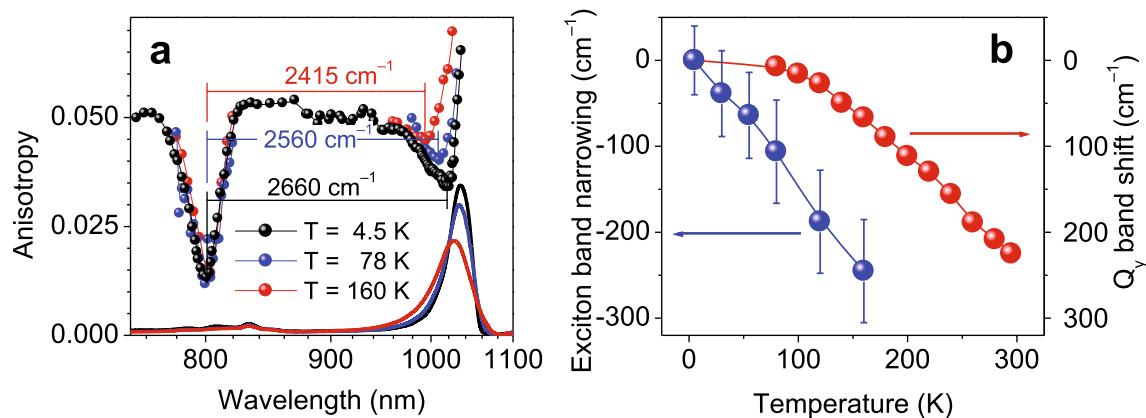 a
Anisotropy
0.050
0.025
0.000
2415 cm⁻¹
2560 cm⁻¹
2660 cm⁻¹
T = 4.5 K
T = 78 K
T = 160 K
800
900
1000
1100
Wavelength (nm)
b
Exciton band narrowing (cm⁻¹)
0
-100
-200
-300
0
100
200
300
Temperature (K)
0
100
200
300
Qy band shift (cm⁻¹)